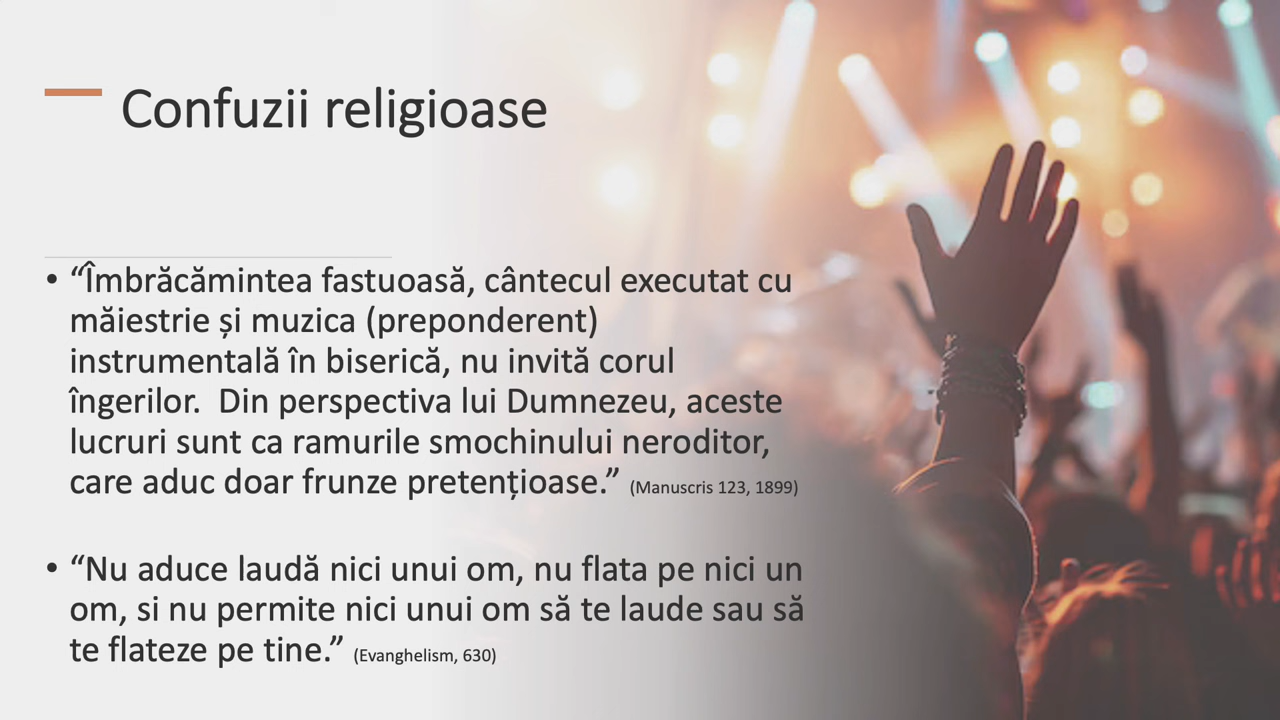 Confuzii religioase
• “Îmbrăcămintea fastuoasă, cântecul executat cu
măiestrie și muzica (preponderent)
instrumentală în biserică, nu invită corul
îngerilor.  Din perspectiva lui Dumnezeu, aceste
lucruri sunt ca ramurile smochinului neroditor,
care aduc doar frunze pretențioase.” (Manuscris 123, 1899)
• “Nu aduce laudă nici unui om, nu flata pe nici un
om, si nu permite nici unui om să te laude sau să
te flateze pe tine.” (Evanghelism, 630)